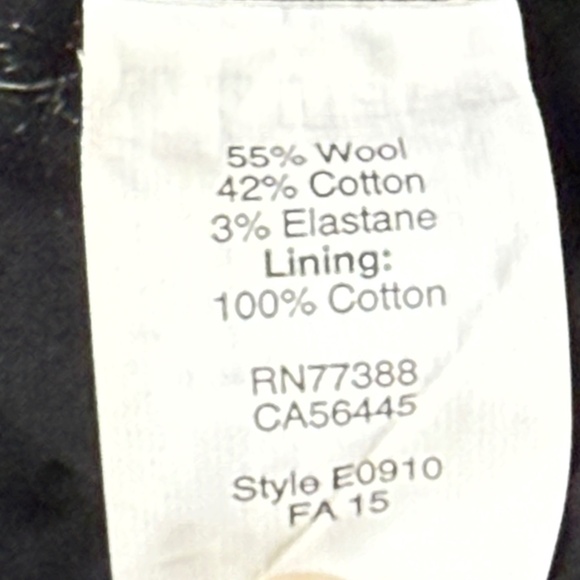 55% Wool
42% Cotton
3% Elastane
Lining:
100% Cotton
RN77388
CA56445
Style E0910
FA 15